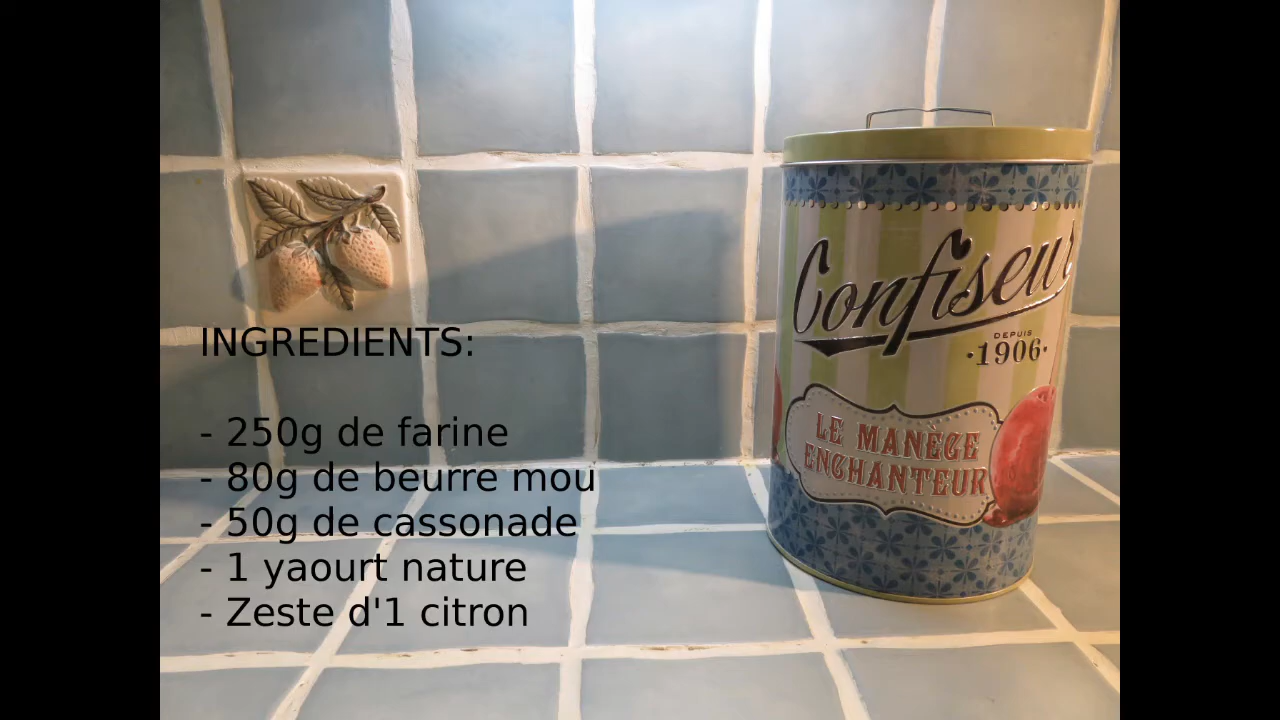 Confiseur
DEPUIS
·1906·
LE MANÈGE
ENCHANTEUR
INGREDIENTS:
- 250g de farine
- 80g de beurre mou
- 50g de cassonade
- 1 yaourt nature
- Zeste d'1 citron